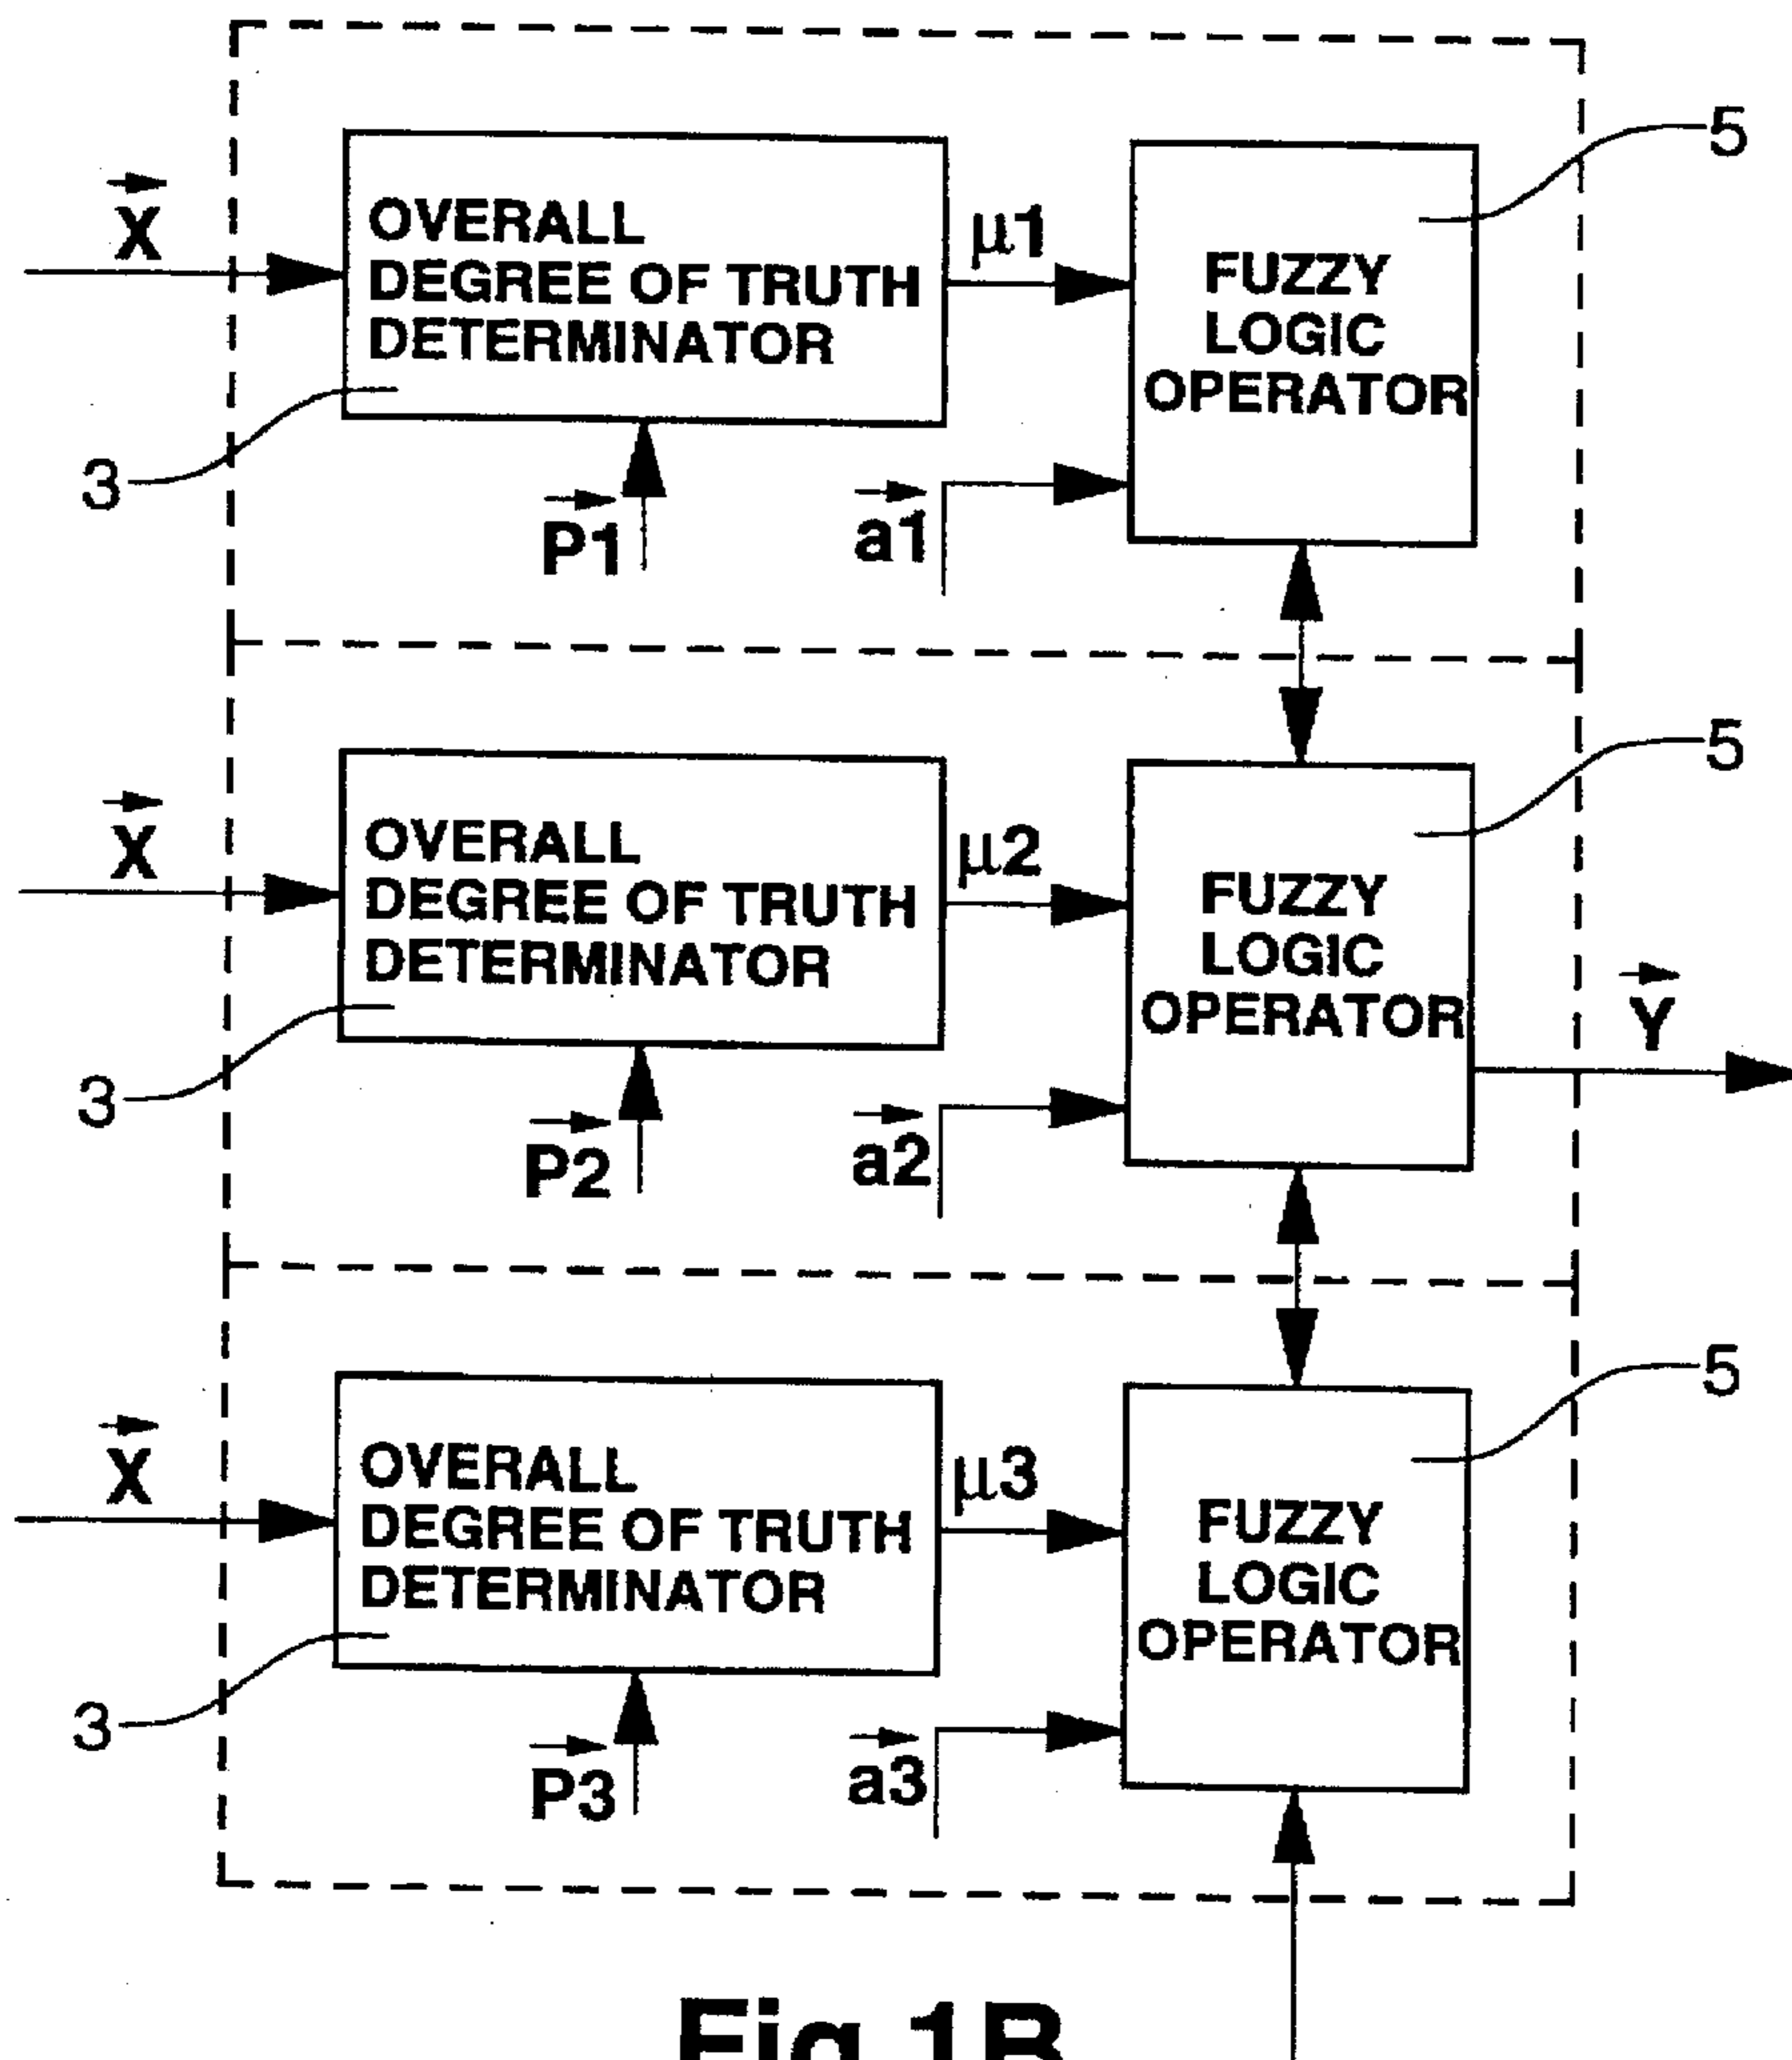 5
X
OVERALL
DEGREE OF TRUTH
DETERMINATOR
μ1
FUZZY
LOGIC
OPERATOR
3
P1
a1
5
X
OVERALL
DEGREE OF TRUTH
DETERMINATOR
μ2
FUZZY
LOGIC
OPERATOR
Y
3
P2
a2
5
X
OVERALL
DEGREE OF TRUTH
DETERMINATOR
μ3
FUZZY
LOGIC
OPERATOR
3
P3
a3
Fig 1B